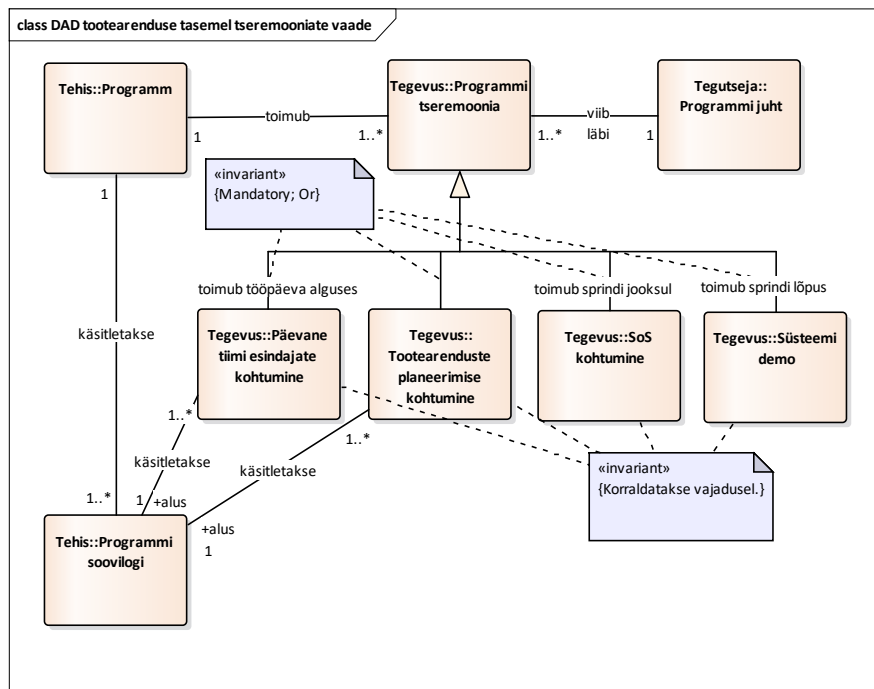 class DAD tootearenduse tasemel tseremooniate vaade
Tehis::Programm
Tegevus::Programmi
tseremoonia
Tegutseja::
Programmi juht
toimub
1
1..*
viib
läbi
1..*
1
1
«invariant»
{Mandatory; Or}
toimub tööpäeva alguses
toimub sprindi jooksul
toimub sprindi lõpus
käsitletakse
Tegevus::Päevane
tiimi esindajate
kohtumine
Tegevus::
Tootearenduste
planeerimise
kohtumine
Tegevus::SoS
kohtumine
Tegevus::Süsteemi
demo
1..*
1..*
käsitletakse
käsitletakse
«invariant»
{Korraldatakse vajadusel.}
1..*
1
+alus
+alus
1
Tehis::Programmi
soovilogi